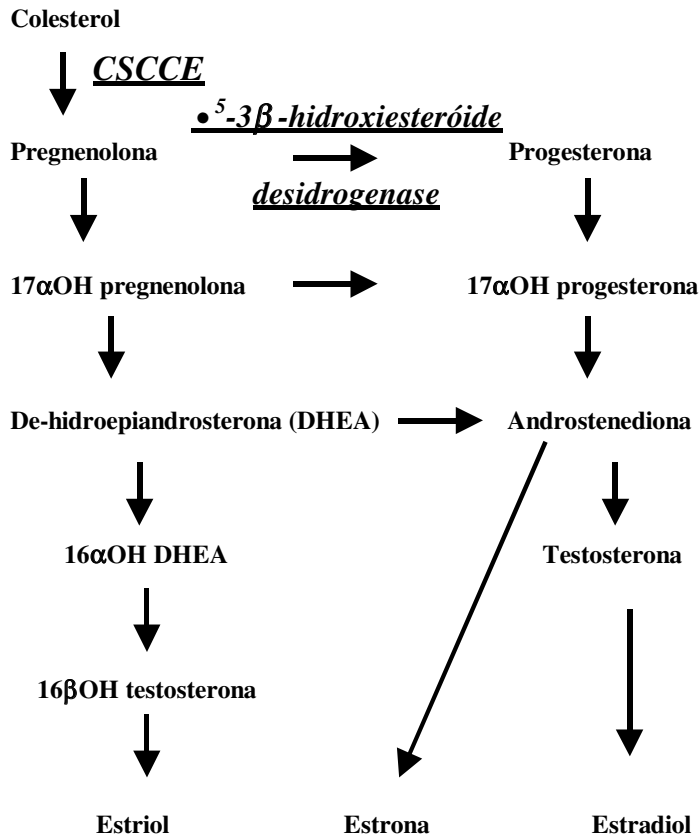 Colesterol
CSCCE
•⁵-3β-hidroxiesteróide
Pregnenolona Progesterona
desidrogenase
17αOH pregnenolona 17αOH progesterona
De-hidroepiandrosterona (DHEA) Androstenediona
16αOH DHEA Testosterona
16βOH testosterona
Estriol Estrona Estradiol